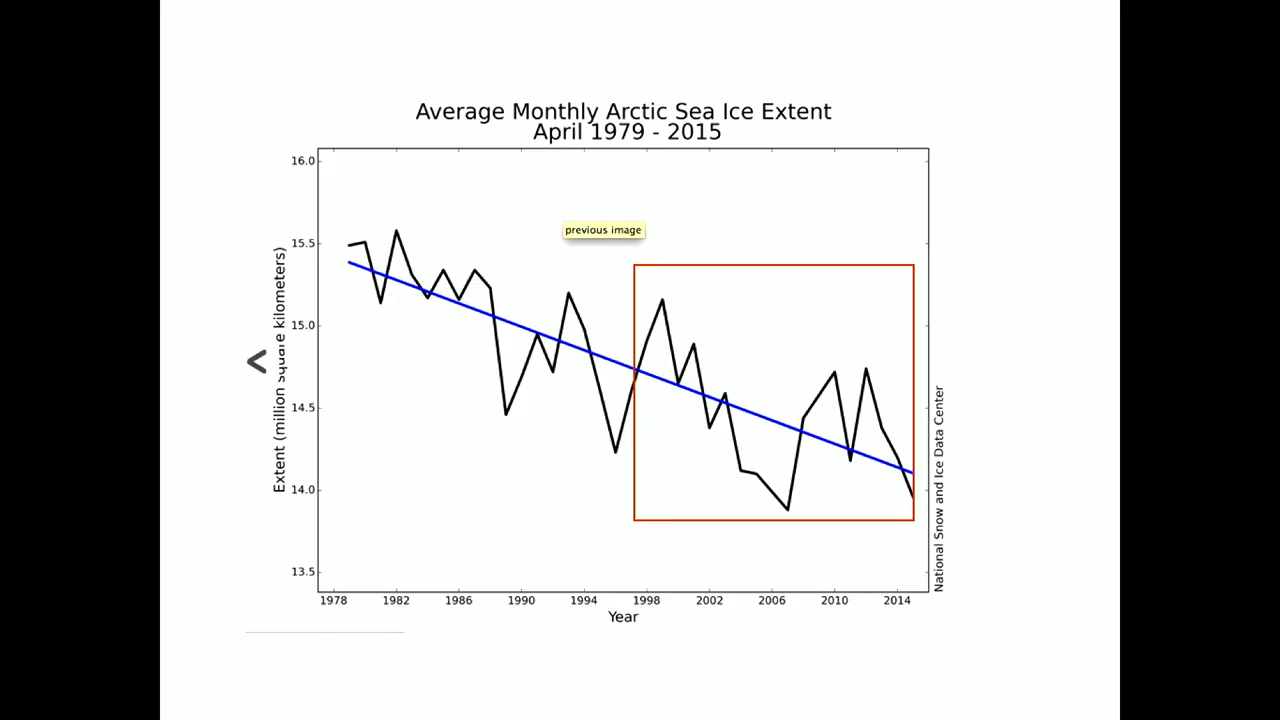 Average Monthly Arctic Sea Ice Extent
April 1979 - 2015
previous image
Extent (million square kilometers)
16.0
15.5
15.0
14.5
14.0
13.5
<
National Snow and Ice Data Center
1978 1982 1986 1990 1994 1998 2002 2006 2010 2014
Year